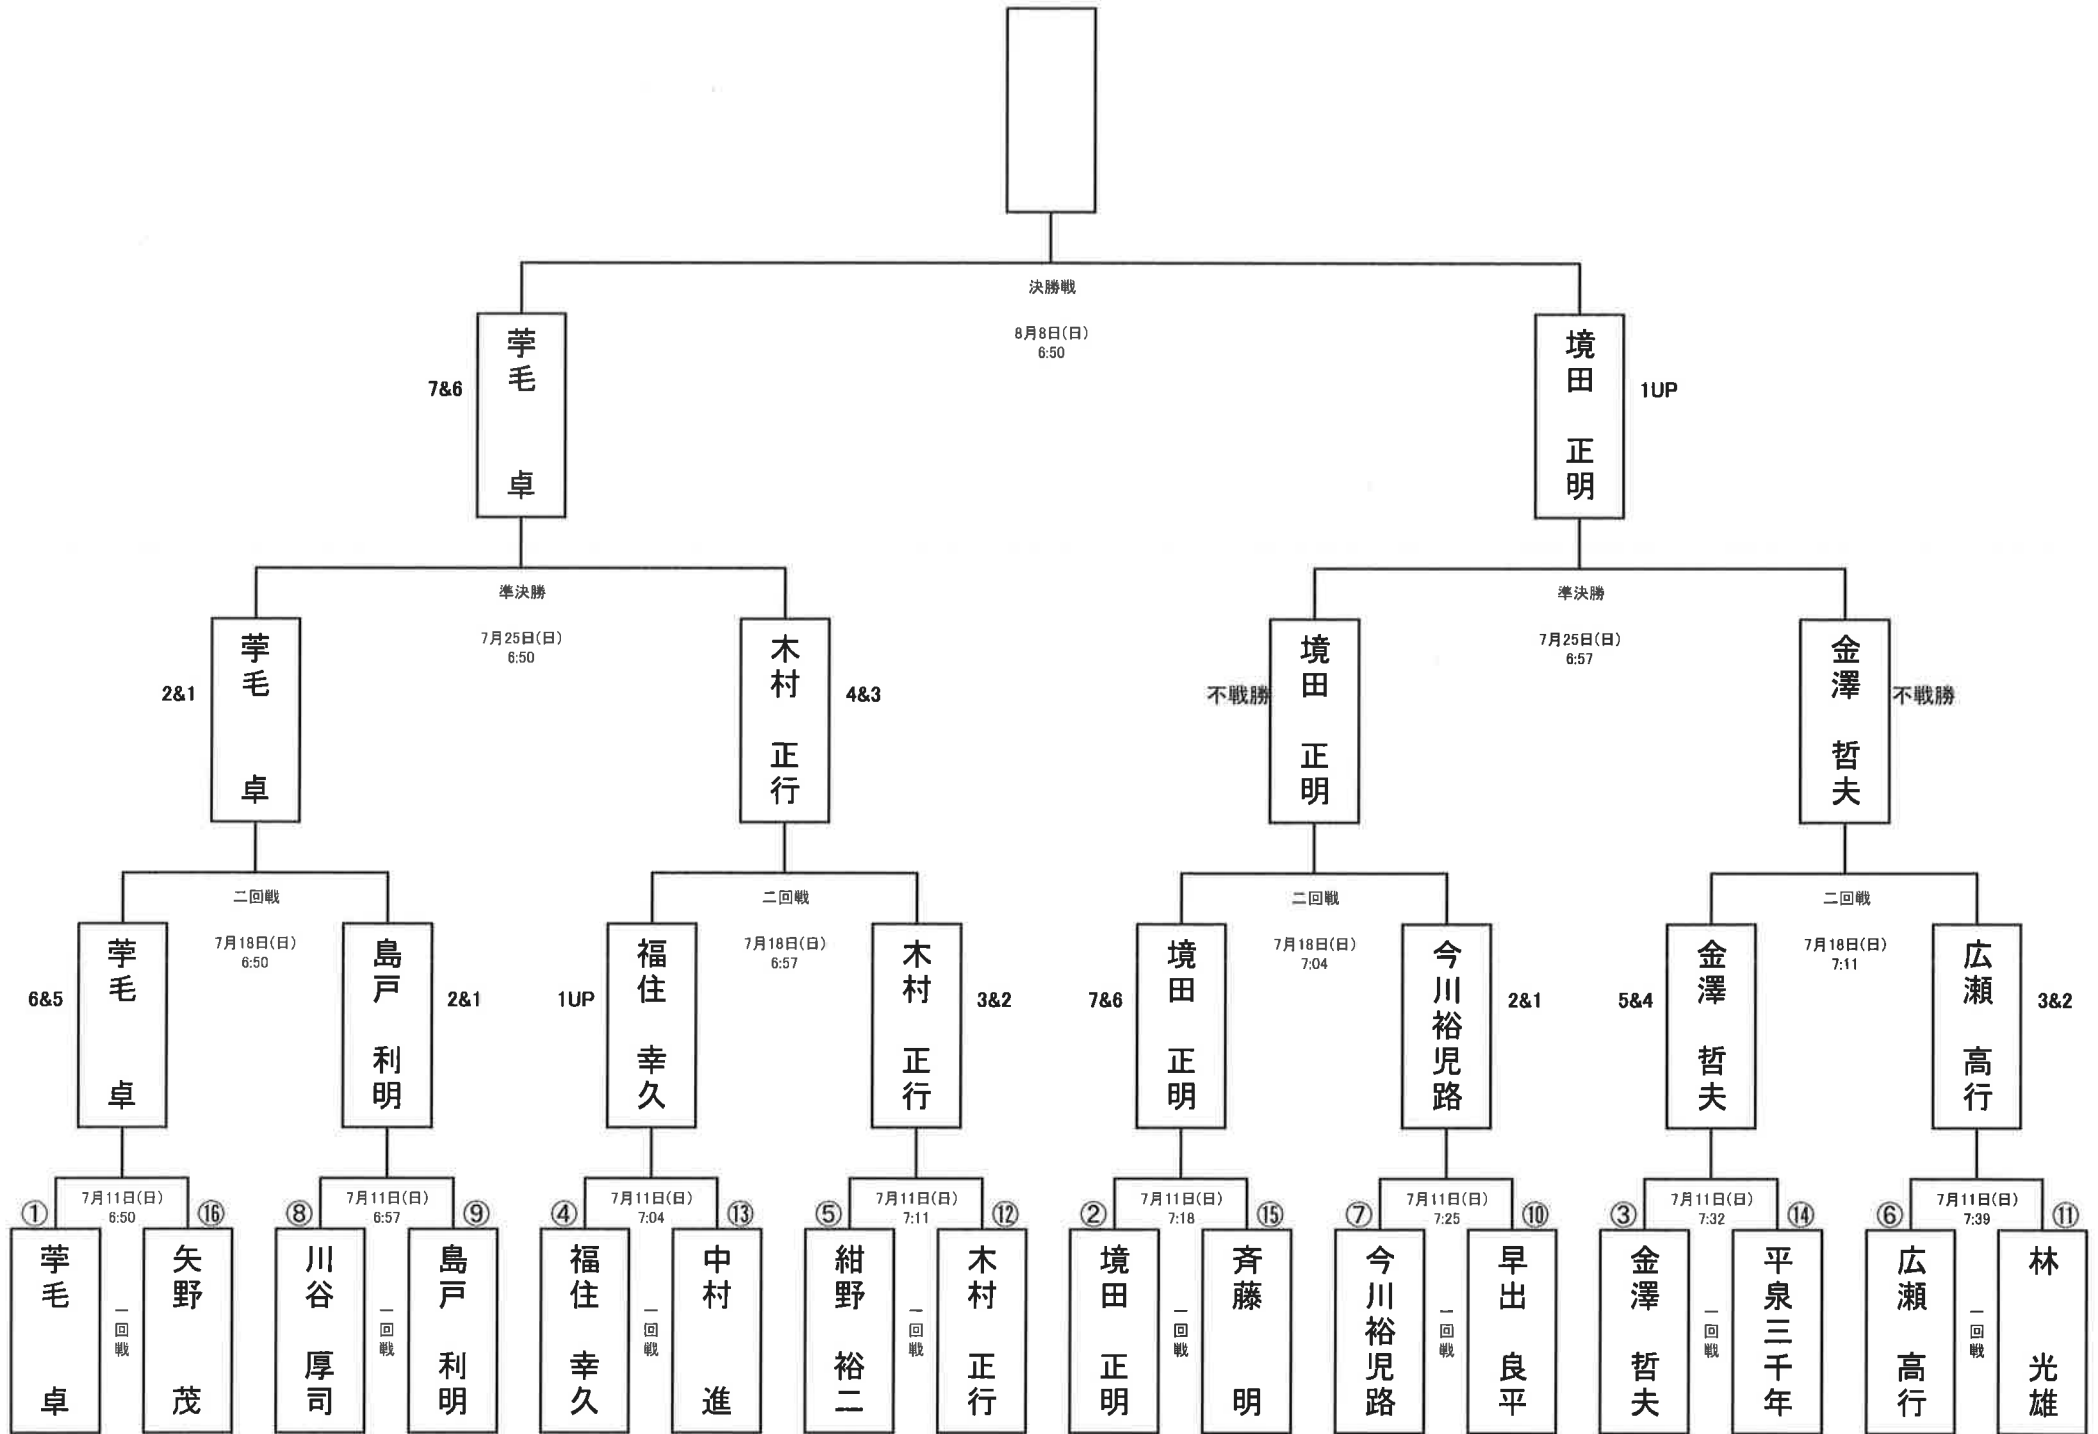 決勝戦
8月8日(日)
6:50
7&6
苧毛 卓
境田 正明
1UP
準決勝
7月25日(日)
6:50
準決勝
7月25日(日)
6:57
2&1
苧毛 卓
木村 正行
4&3
不戦勝
境田 正明
金澤 哲夫
不戦勝
二回戦
7月18日(日)
6:50
二回戦
7月18日(日)
6:57
二回戦
7月18日(日)
7:04
二回戦
7月18日(日)
7:11
6&5
苧毛 卓
島戸 利明
2&1
1UP
福住 幸久
木村 正行
3&2
7&6
境田 正明
今川裕児路
2&1
5&4
金澤 哲夫
広瀬 高行
3&2
①
7月11日(日)
6:50
⑯
⑧
7月11日(日)
6:57
⑨
④
7月11日(日)
7:04
⑬
⑤
7月11日(日)
7:11
⑫
②
7月11日(日)
7:18
⑮
⑦
7月11日(日)
7:25
⑩
③
7月11日(日)
7:32
⑭
⑥
7月11日(日)
7:39
⑪
苧毛 卓
一回戦
矢野 茂
川谷 厚司
一回戦
島戸 利明
福住 幸久
一回戦
中村 進
紺野 裕二
一回戦
木村 正行
境田 正明
一回戦
斉藤 明
今川裕児路
一回戦
早出 良平
金澤 哲夫
一回戦
平泉三千年
広瀬 高行
一回戦
林 光雄